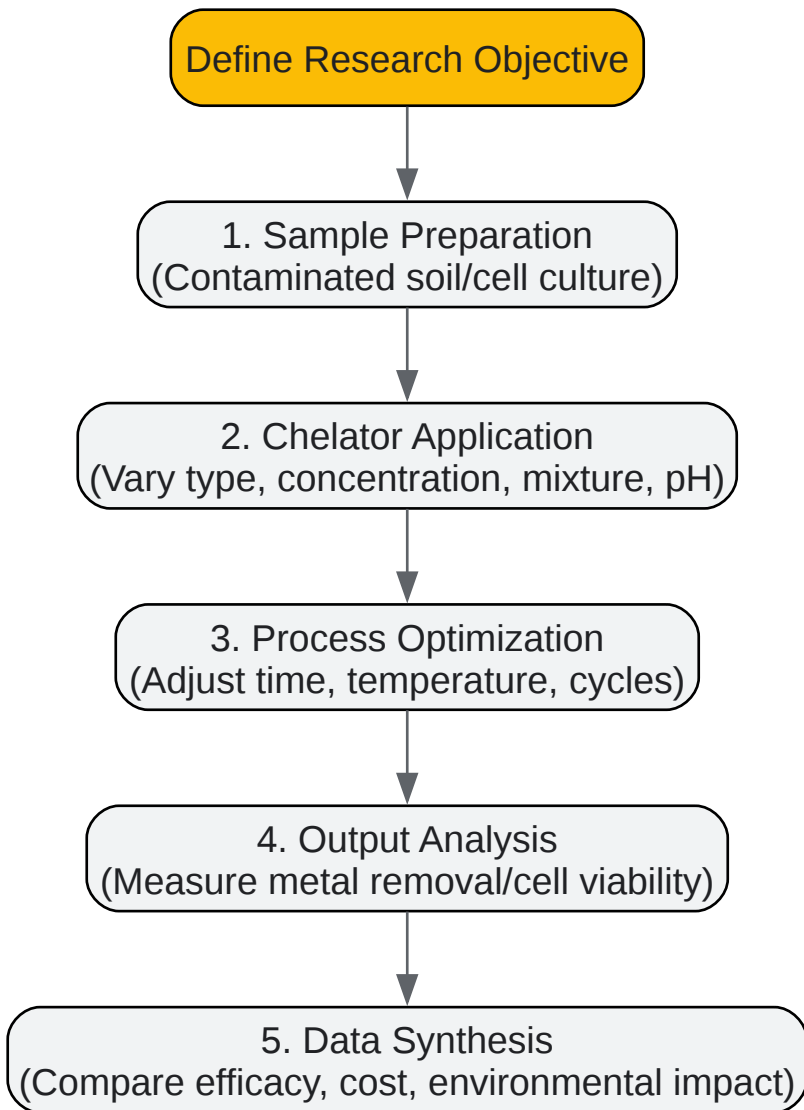 Define Research Objective
1. Sample Preparation
(Contaminated soil/cell culture)
2. Chelator Application
(Vary type, concentration, mixture, pH)
3. Process Optimization
(Adjust time, temperature, cycles)
4. Output Analysis
(Measure metal removal/cell viability)
5. Data Synthesis
(Compare efficacy, cost, environmental impact)